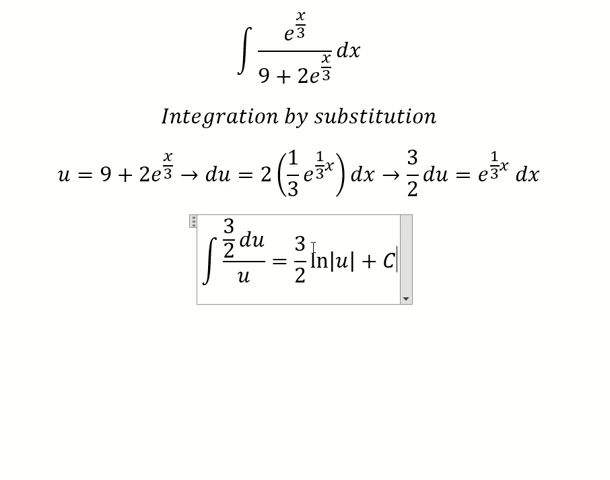 ∫ e^(x/3) / (9 + 2e^(x/3)) dx
Integration by substitution
u = 9 + 2e^(x/3) → du = 2(1/3 e^(1/3 x)) dx → 3/2 du = e^(1/3 x) dx
∫ (3/2 du) / u = 3/2 ln|u| + C